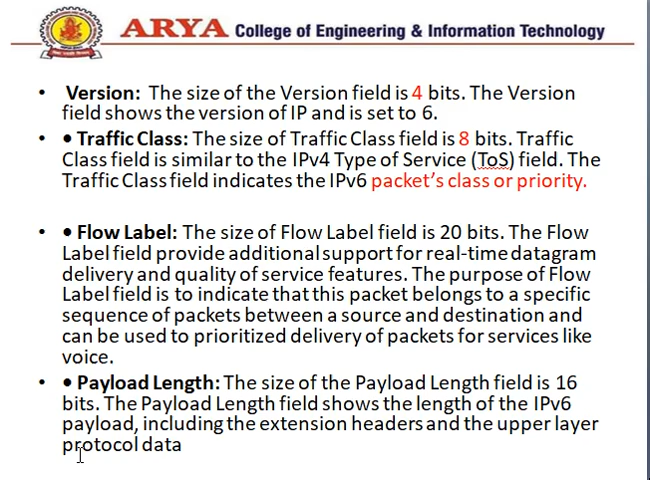 ARYA College of Engineering & Information Technology
• Version: The size of the Version field is 4 bits. The Version
field shows the version of IP and is set to 6.
• • Traffic Class: The size of Traffic Class field is 8 bits. Traffic
Class field is similar to the IPv4 Type of Service (ToS) field. The
Traffic Class field indicates the IPv6 packet's class or priority.
• • Flow Label: The size of Flow Label field is 20 bits. The Flow
Label field provide additional support for real-time datagram
delivery and quality of service features. The purpose of Flow
Label field is to indicate that this packet belongs to a specific
sequence of packets between a source and destination and
can be used to prioritized delivery of packets for services like
voice.
• • Payload Length: The size of the Payload Length field is 16
bits. The Payload Length field shows the length of the IPv6
payload, including the extension headers and the upper layer
protocol data